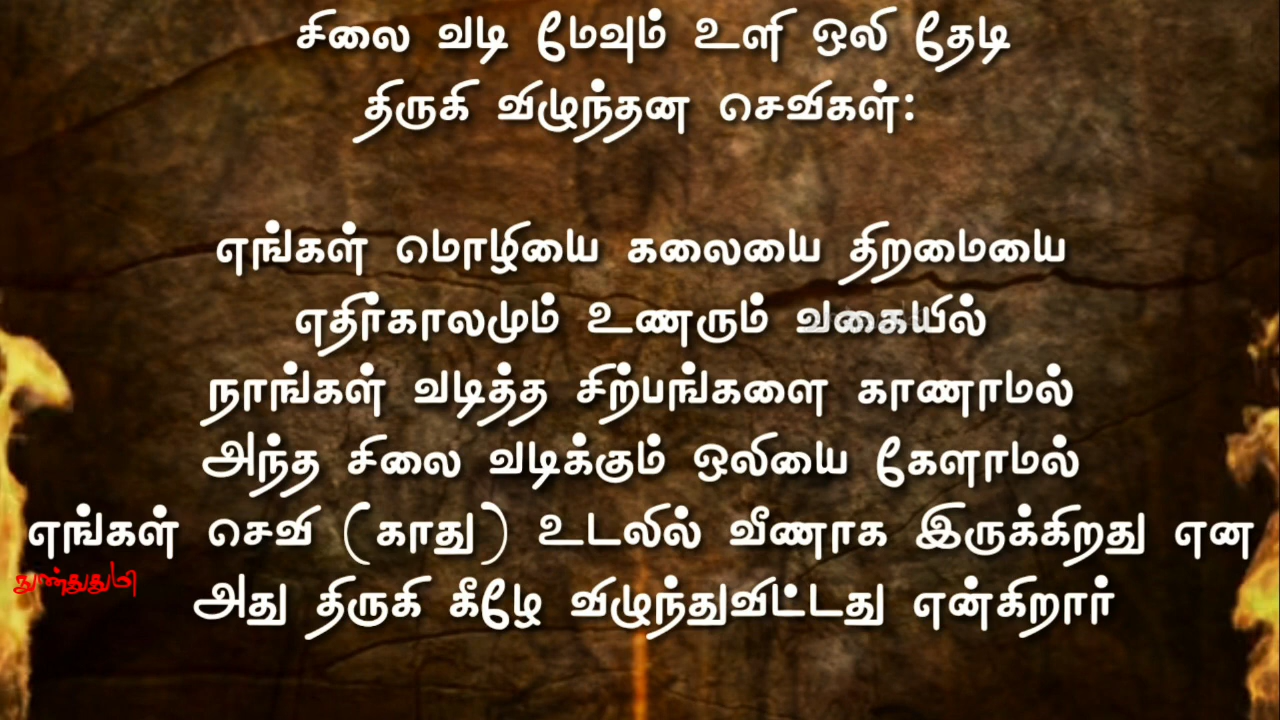 சிலை வடி மேவும் உளி ஒலி தேடி
திருகி விழுந்தன செவிகள்:
எங்கள் மொழியை கலையை திறமையை
எதிர்காலமும் உணரும் வகையில்
நாங்கள் வடித்த சிற்பங்களை காணாமல்
அந்த சிலை வடிக்கும் ஒலியை கேளாமல்
எங்கள் செவி (காது) உடலில் வீணாக இருக்கிறது என
அது திருகி கீழே விழுந்துவிட்டது என்கிறார்